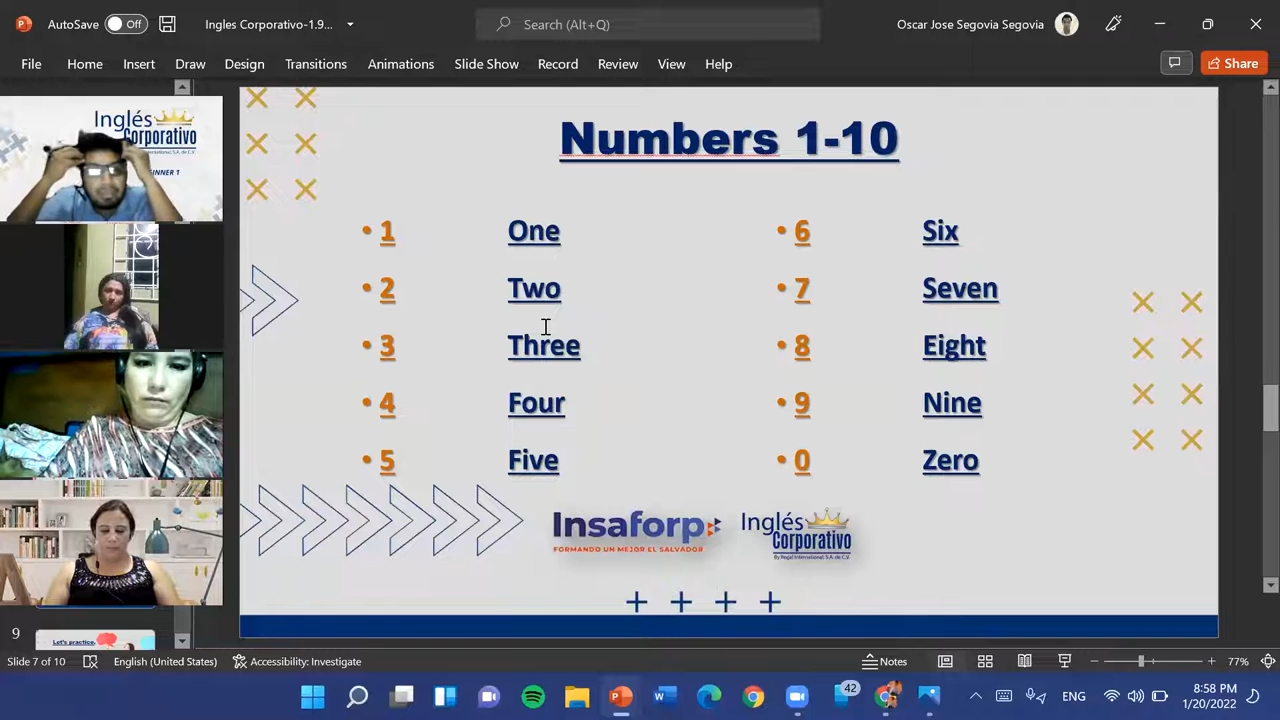 AutoSave Off Ingles Corporativo-1.9... Search (Alt+Q) Oscar Jose Segovia Segovia
File Home Insert Draw Design Transitions Animations Slide Show Record Review View Help Share
Inglés
Corporativo
Numbers 1-10
• 1 One
• 2 Two
• 3 Three
• 4 Four
• 5 Five
• 6 Six
• 7 Seven
• 8 Eight
• 9 Nine
• 0 Zero
Insaforp
FORMANDO UN MEJOR EL SALVADOR
Inglés
Corporativo
By Regal International, S.A. de C.V.
9
Let's practice.
Slide 7 of 10 English (United States) Accessibility: Investigate Notes 77%
42
ENG
8:58 PM
1/20/2022